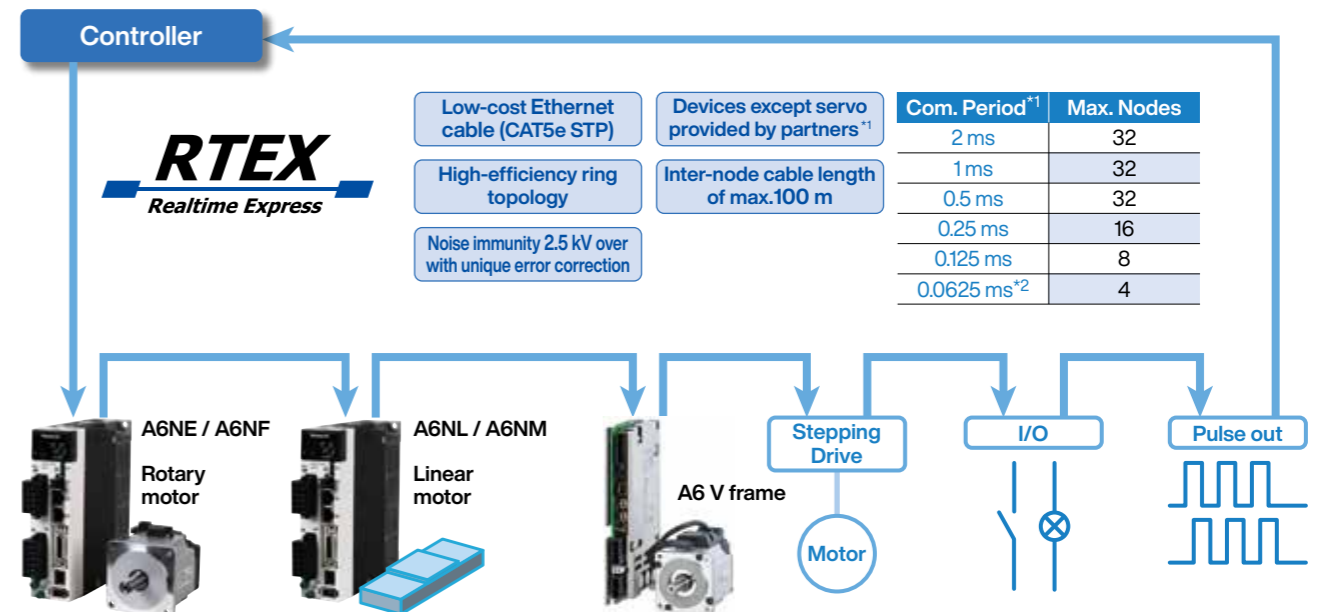 Controller
RTEX
Realtime Express
Low-cost Ethernet
cable (CAT5e STP)
High-efficiency ring
topology
Noise immunity 2.5 kV over
with unique error correction
Devices except servo
provided by partners*1
Inter-node cable length
of max.100 m
Com. Period*1 Max. Nodes
2 ms 32
1 ms 32
0.5 ms 32
0.25 ms 16
0.125 ms 8
0.0625 ms*2 4
A6NE / A6NF
Rotary
motor
A6NL / A6NM
Linear
motor
A6 V frame
Stepping
Drive
Motor
I/O
Pulse out